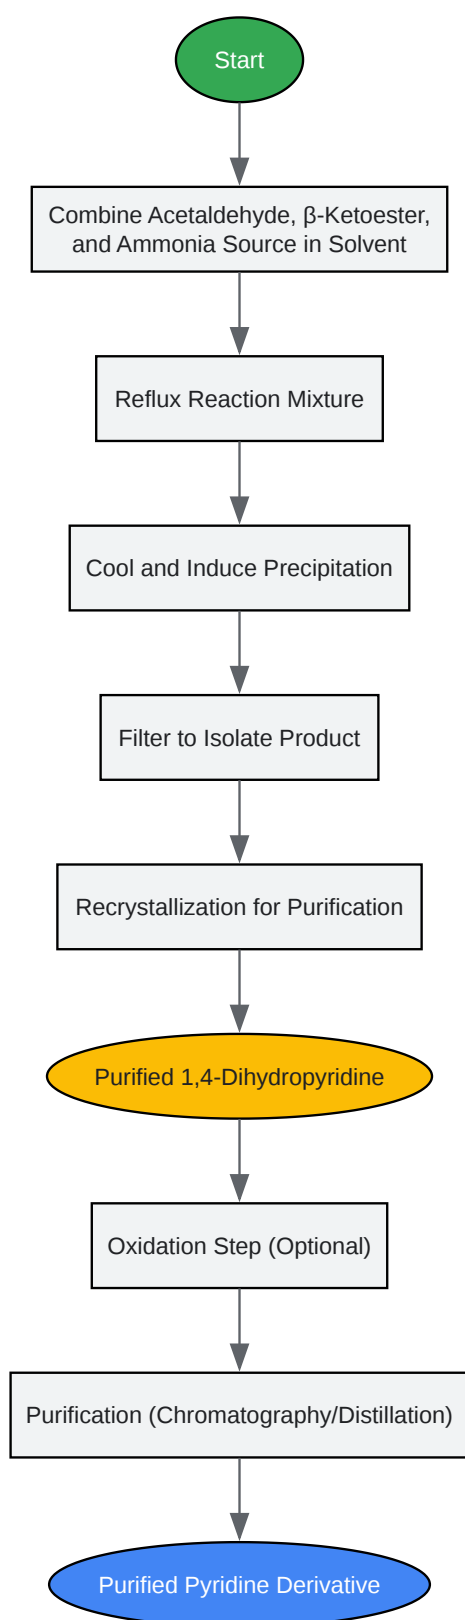 Start
Combine Acetaldehyde, β-Ketoester,
and Ammonia Source in Solvent
Reflux Reaction Mixture
Cool and Induce Precipitation
Filter to Isolate Product
Recrystallization for Purification
Purified 1,4-Dihydropyridine
Oxidation Step (Optional)
Purification (Chromatography/Distillation)
Purified Pyridine Derivative